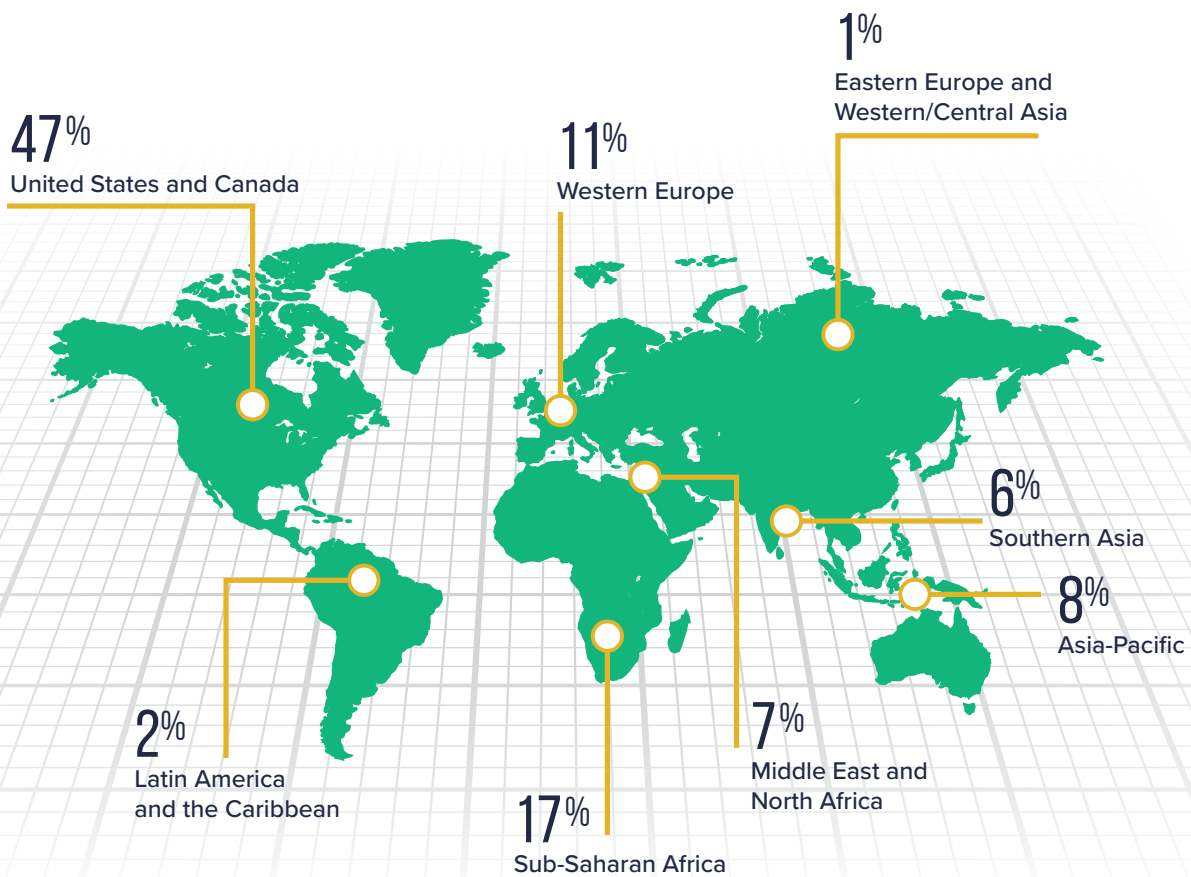 1%
Eastern Europe and
Western/Central Asia
47%
United States and Canada
11%
Western Europe
6%
Southern Asia
8%
Asia-Pacific
2%
Latin America
and the Caribbean
7%
Middle East and
North Africa
17%
Sub-Saharan Africa